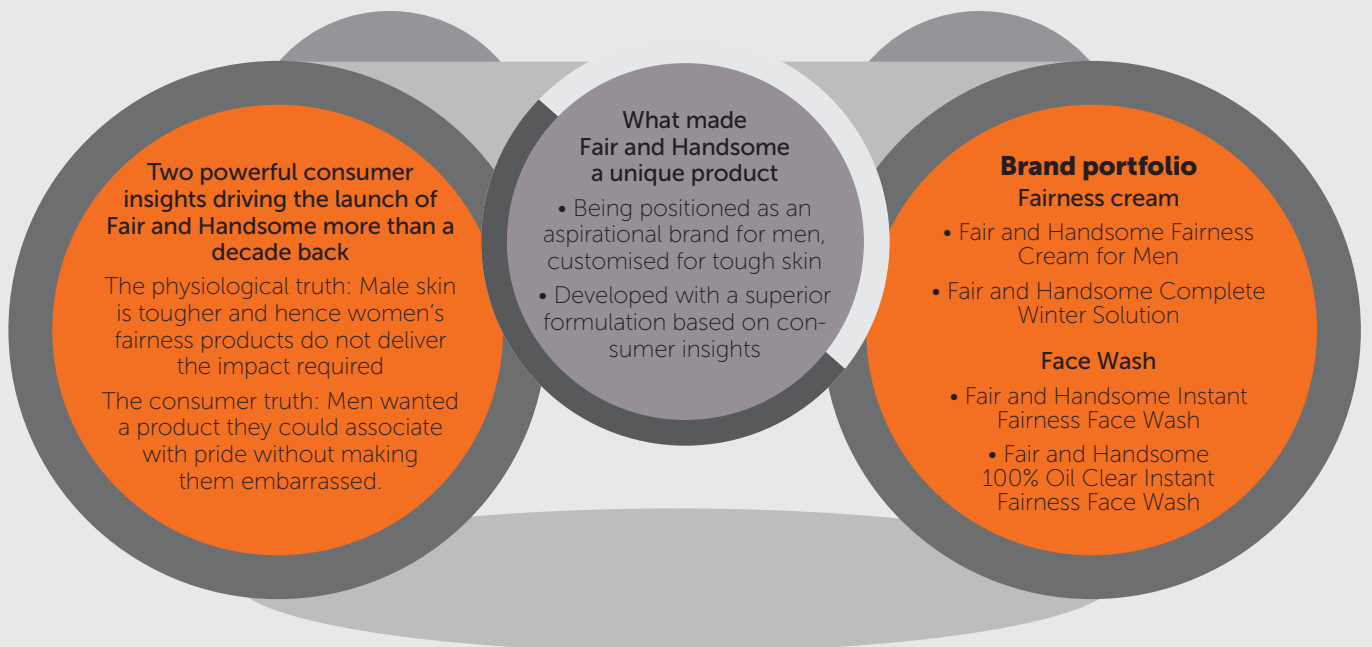 Two powerful consumer
insights driving the launch of
Fair and Handsome more than a
decade back
The physiological truth: Male skin
is tougher and hence women's
fairness products do not deliver
the impact required
The consumer truth: Men wanted
a product they could associate
with pride without making
them embarrassed.
What made
Fair and Handsome
a unique product
• Being positioned as an
aspirational brand for men,
customised for tough skin
• Developed with a superior
formulation based on con-
sumer insights
Brand portfolio
Fairness cream
• Fair and Handsome Fairness
Cream for Men
• Fair and Handsome Complete
Winter Solution
Face Wash
• Fair and Handsome Instant
Fairness Face Wash
• Fair and Handsome
100% Oil Clear Instant
Fairness Face Wash